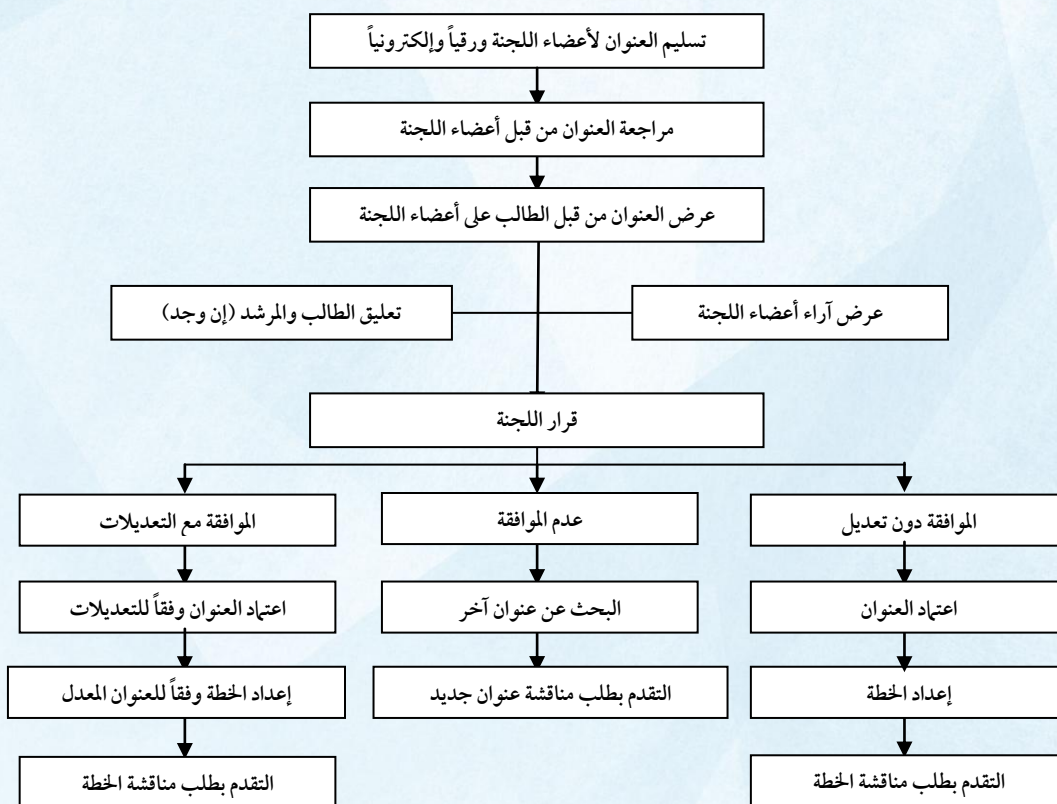 تسليم العنوان لأعضاء اللجنة ورقياً وإلكترونياً
مراجعة العنوان من قبل أعضاء اللجنة
عرض العنوان من قبل الطالب على أعضاء اللجنة
عرض آراء أعضاء اللجنة
تعليق الطالب والمرشد (إن وجد)
قرار اللجنة
الموافقة دون تعديل
عدم الموافقة
الموافقة مع التعديلات
اعتماد العنوان
البحث عن عنوان آخر
اعتماد العنوان وفقاً للتعديلات
إعداد الخطة
التقدم بطلب مناقشة عنوان جديد
إعداد الخطة وفقاً للعنوان المعدل
التقدم بطلب مناقشة الخطة
التقدم بطلب مناقشة الخطة